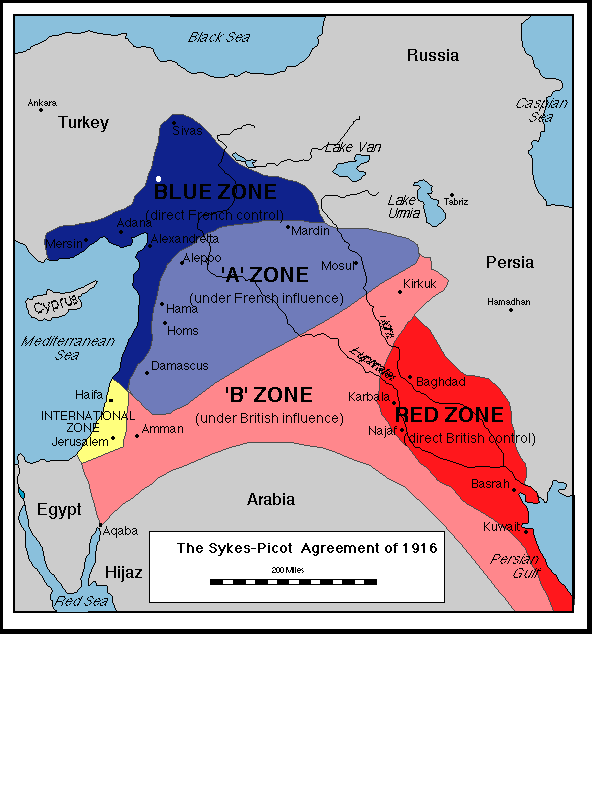 Black Sea
Russia
Caspian
Sea
Ankara
Turkey
Sivas
Lake Van
Lake
Urmia
Tabriz
BLUE ZONE
(direct French control)
Adana
Mersin
Alexandretta
Mardin
Aleppo
'A' ZONE
(under French influence)
Mosul
Persia
Kirkuk
Hamadhan
Cyprus
Hama
Homs
Mediterranean
Sea
Tigris
Euphrates
Damascus
Baghdad
Haifa
'B' ZONE
(under British influence)
Karbala
RED ZONE
(direct British control)
INTERNATIONAL
ZONE
Jerusalem
Amman
Najaf
Basrah
Egypt
Arabia
Aqaba
Kuwait
Persian
Gulf
The Sykes-Picot Agreement of 1916
200 Miles
Hijaz
Red Sea